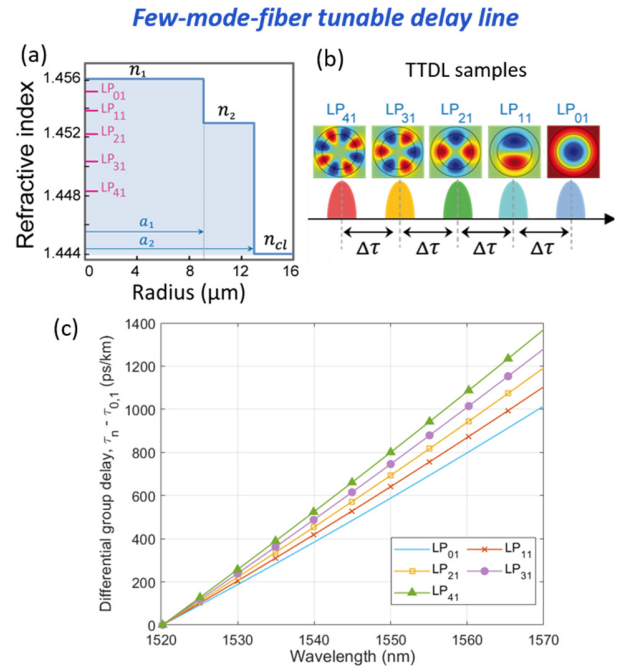 Few-mode-fiber tunable delay line
(a)
Refractive index
1.456
1.452
1.448
1.444
n₁
n₂
n_cl
LP₀₁
LP₁₁
LP₂₁
LP₃₁
LP₄₁
a₁
a₂
0 4 8 12 16
Radius (μm)
(b)
TTDL samples
LP₄₁ LP₃₁ LP₂₁ LP₁₁ LP₀₁
Δτ Δτ Δτ Δτ
(c)
Differential group delay, τₙ - τ₀,₁ (ps/km)
1400
1200
1000
800
600
400
200
0
LP₀₁ LP₁₁
LP₂₁ LP₃₁
LP₄₁
1520 1530 1540 1550 1560 1570
Wavelength (nm)